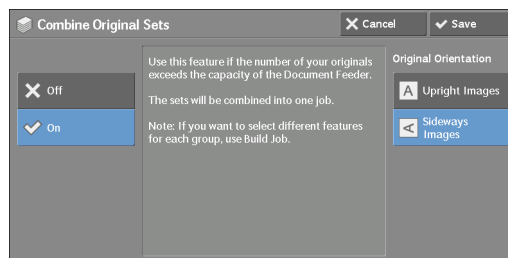 Combine Original Sets
Cancel
Save
Off
On
Use this feature if the number of your originals
exceeds the capacity of the Document Feeder.
The sets will be combined into one job.
Note: If you want to select different features
for each group, use Build Job.
Original Orientation
A Upright Images
A Sideways
Images